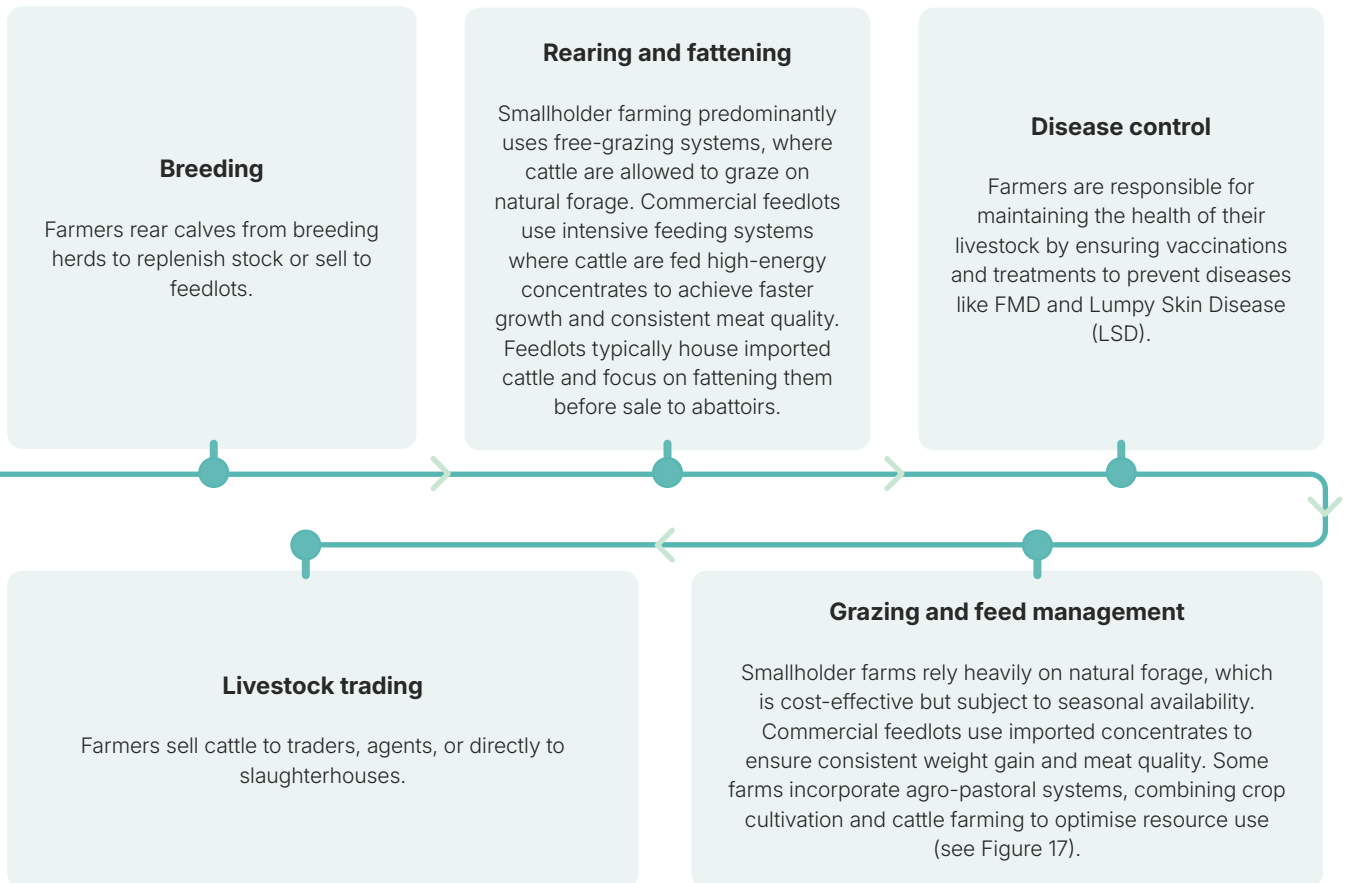 Breeding
Farmers rear calves from breeding
herds to replenish stock or sell to
feedlots.
Rearing and fattening
Smallholder farming predominantly
uses free-grazing systems, where
cattle are allowed to graze on
natural forage. Commercial feedlots
use intensive feeding systems
where cattle are fed high-energy
concentrates to achieve faster
growth and consistent meat quality.
Feedlots typically house imported
cattle and focus on fattening them
before sale to abattoirs.
Disease control
Farmers are responsible for
maintaining the health of their
livestock by ensuring vaccinations
and treatments to prevent diseases
like FMD and Lumpy Skin Disease
(LSD).
Grazing and feed management
Smallholder farms rely heavily on natural forage, which
is cost-effective but subject to seasonal availability.
Commercial feedlots use imported concentrates to
ensure consistent weight gain and meat quality. Some
farms incorporate agro-pastoral systems, combining crop
cultivation and cattle farming to optimise resource use
(see Figure 17).
Livestock trading
Farmers sell cattle to traders, agents, or directly to
slaughterhouses.